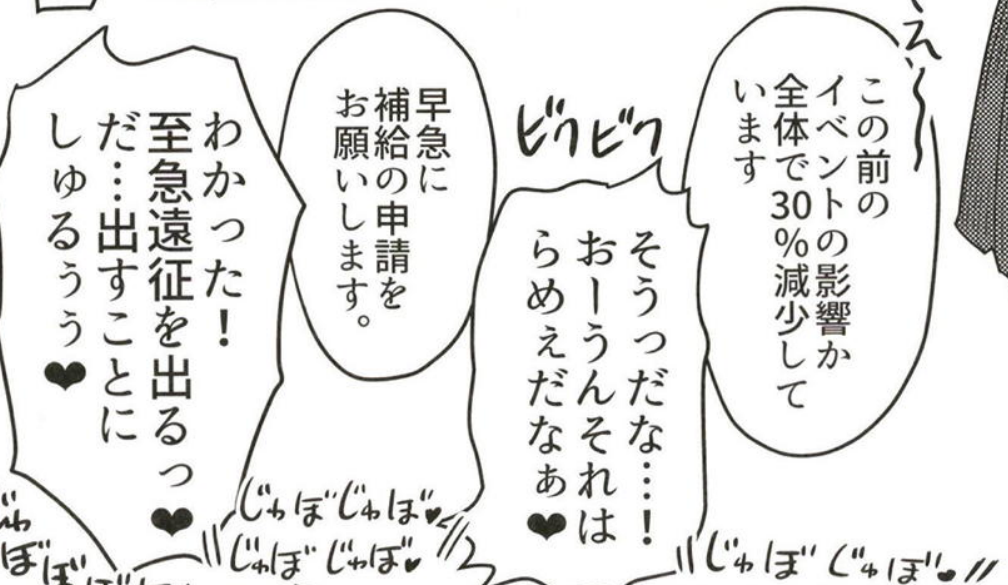 え〜
この前の
イベントの影響か
全体で30％減少して
います
ビクビク
そうっだな…！
おーうんそれは
らめぇだなぁ♥
早急に
補給の申請を
お願いします。
わかった！
至急遠征を出るっ♥
だ…出すことに
しゅるぅぅ♥
じゅぼ じゅぼ♥
じゅぼじゅぼ♥
じゅぼ じゅぼ♥